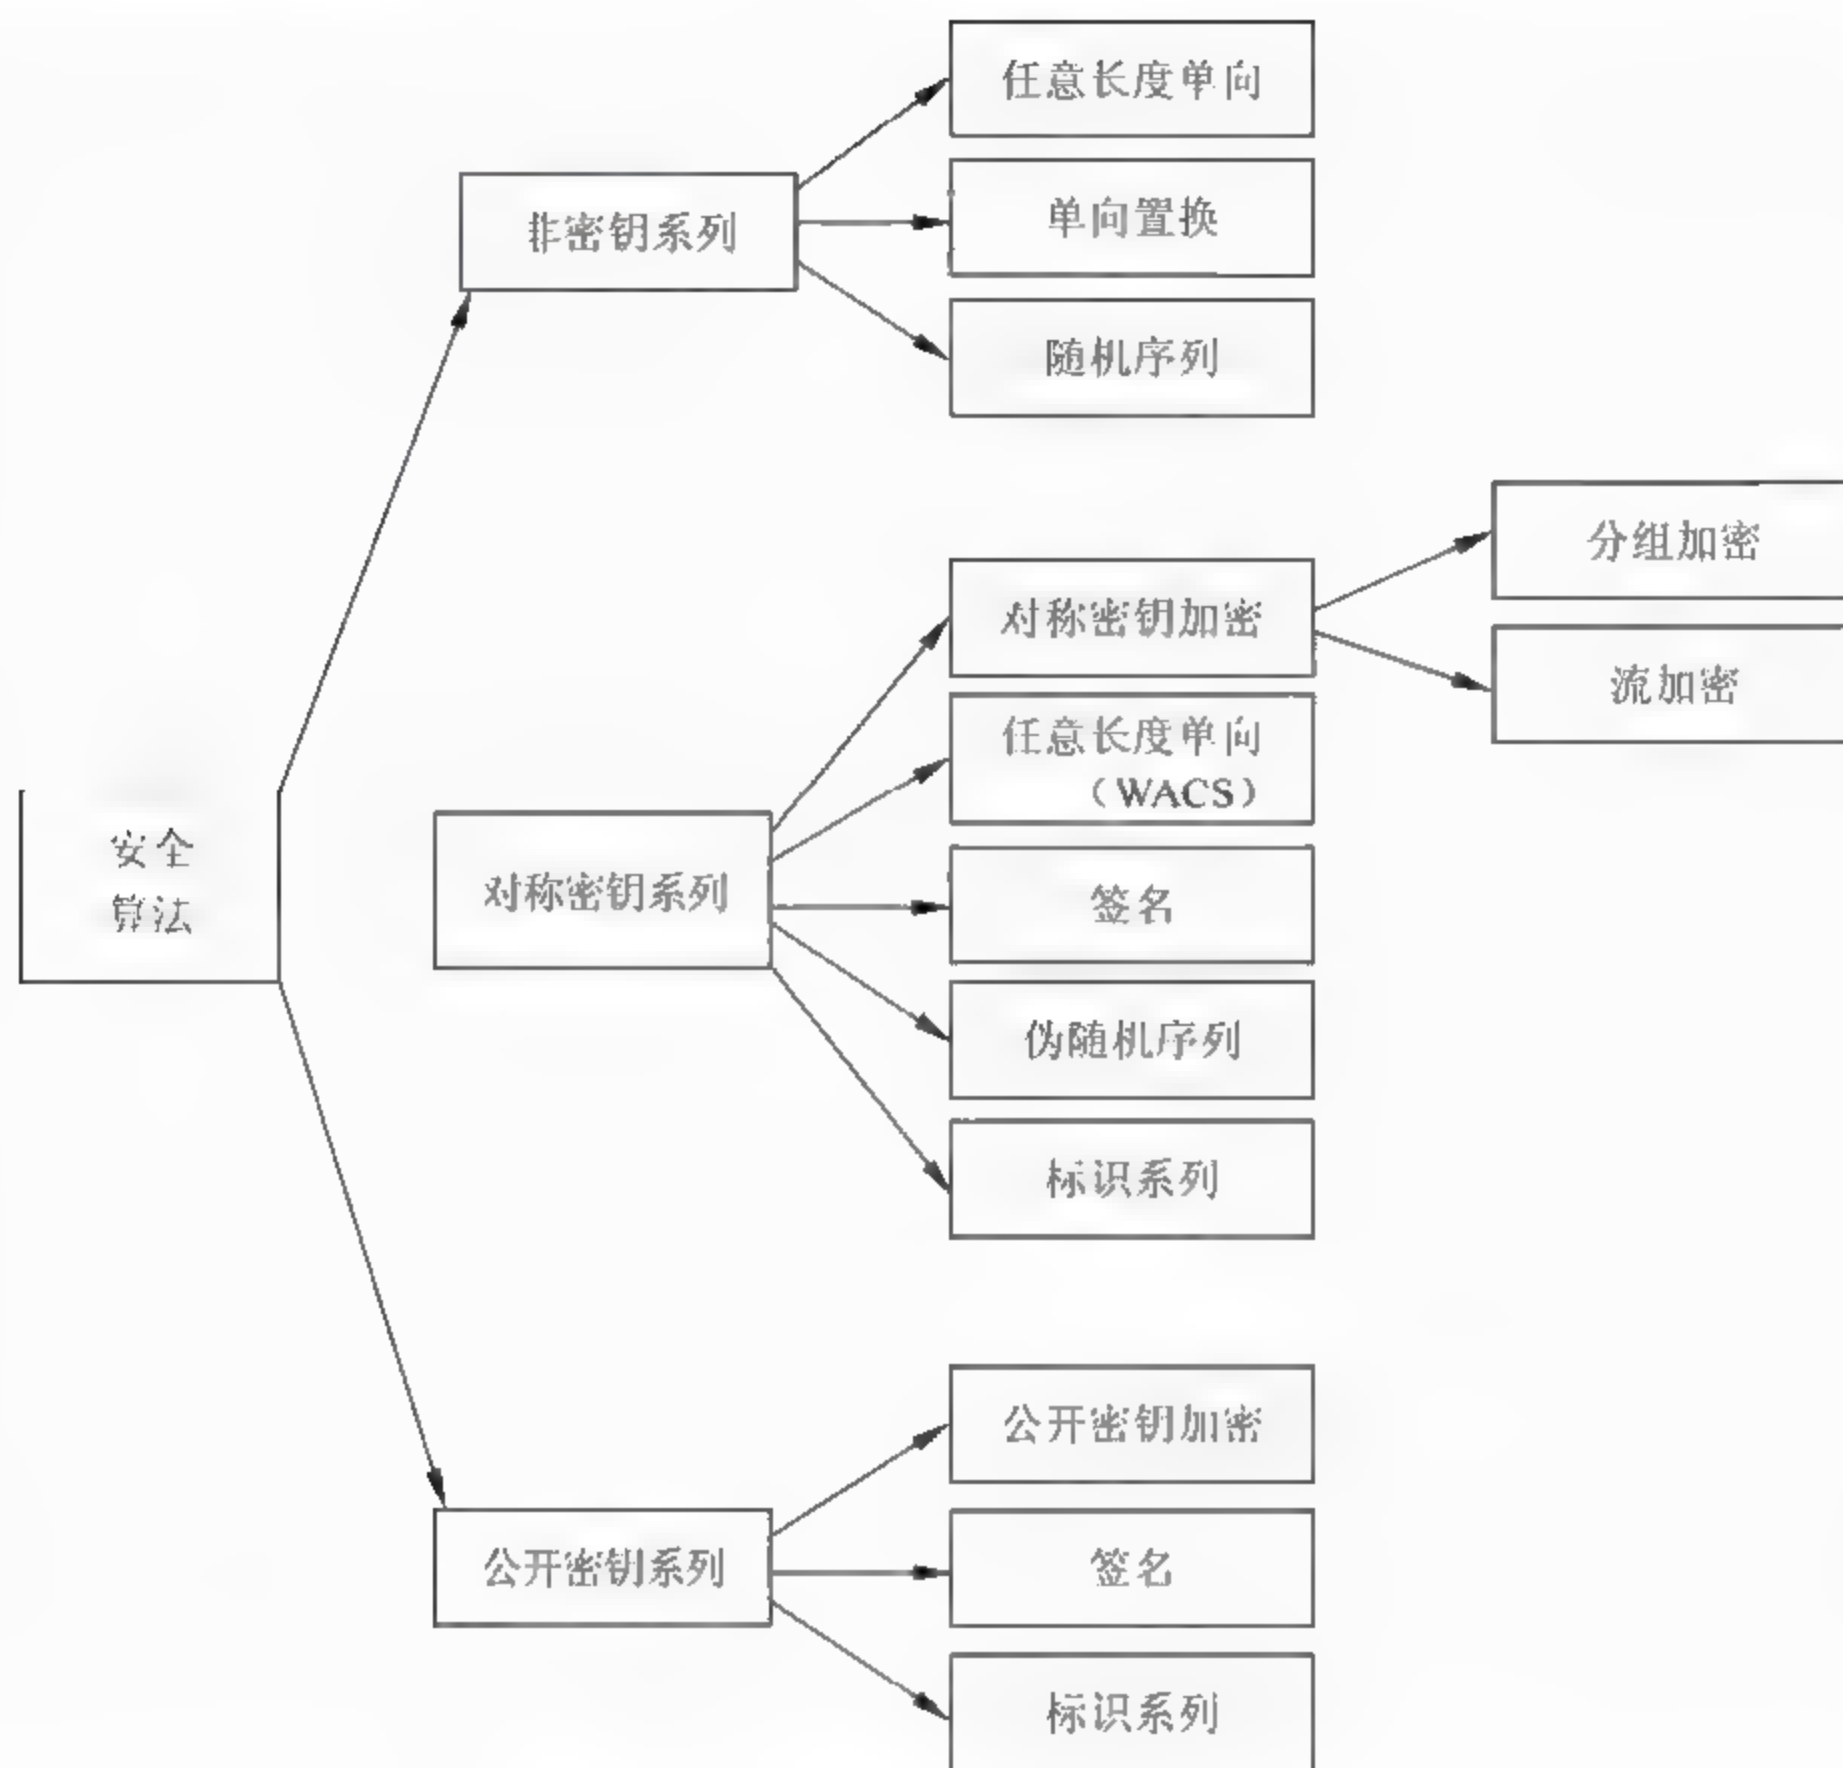 任意长度单向
单向置换
随机序列
非密钥系列
分组加密
流加密
对称密钥加密
任意长度单向
（WACS）
签名
伪随机序列
标识系列
对称密钥系列
安全
算法
公开密钥加密
签名
标识系列
公开密钥系列